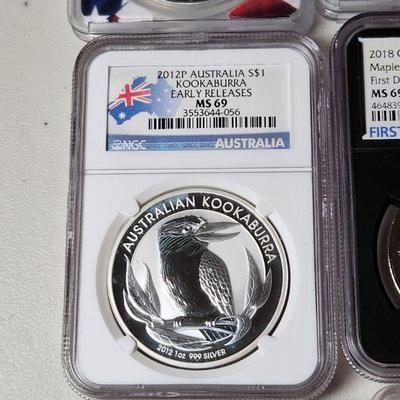 2012P AUSTRALIA S$1
KOOKABURRA
EARLY RELEASES
MS 69
3553644-056
NGC
AUSTRALIA
AUSTRALIAN KOOKABURRA
2012 1oz 999 SILVER
2018
Maple
First D
MS 69
464839
FIRST